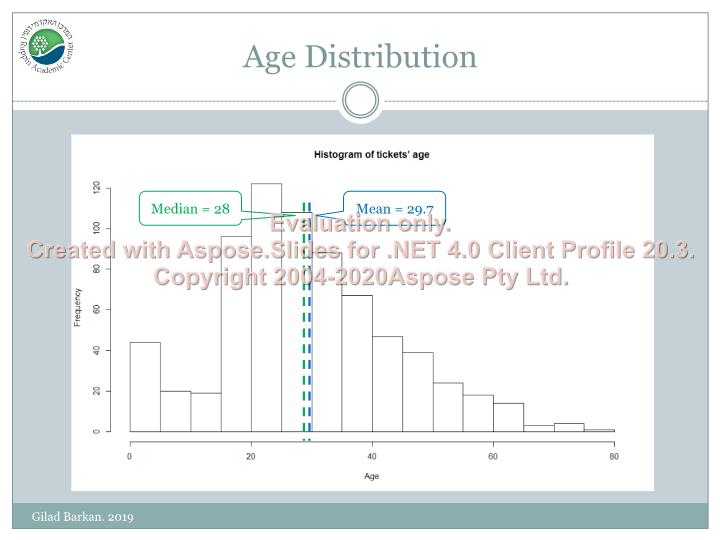 המרכז האקדמי רופין
Ruppin Academic Center
Age Distribution
Histogram of tickets' age
Median = 28
Mean = 29.7
Evaluation only.
Created with Aspose.Slides for .NET 4.0 Client Profile 20.3.
Copyright 2004-2020Aspose Pty Ltd.
Frequency
120
100
80
60
40
20
0
0 20 40 60 80
Age
Gilad Barkan. 2019